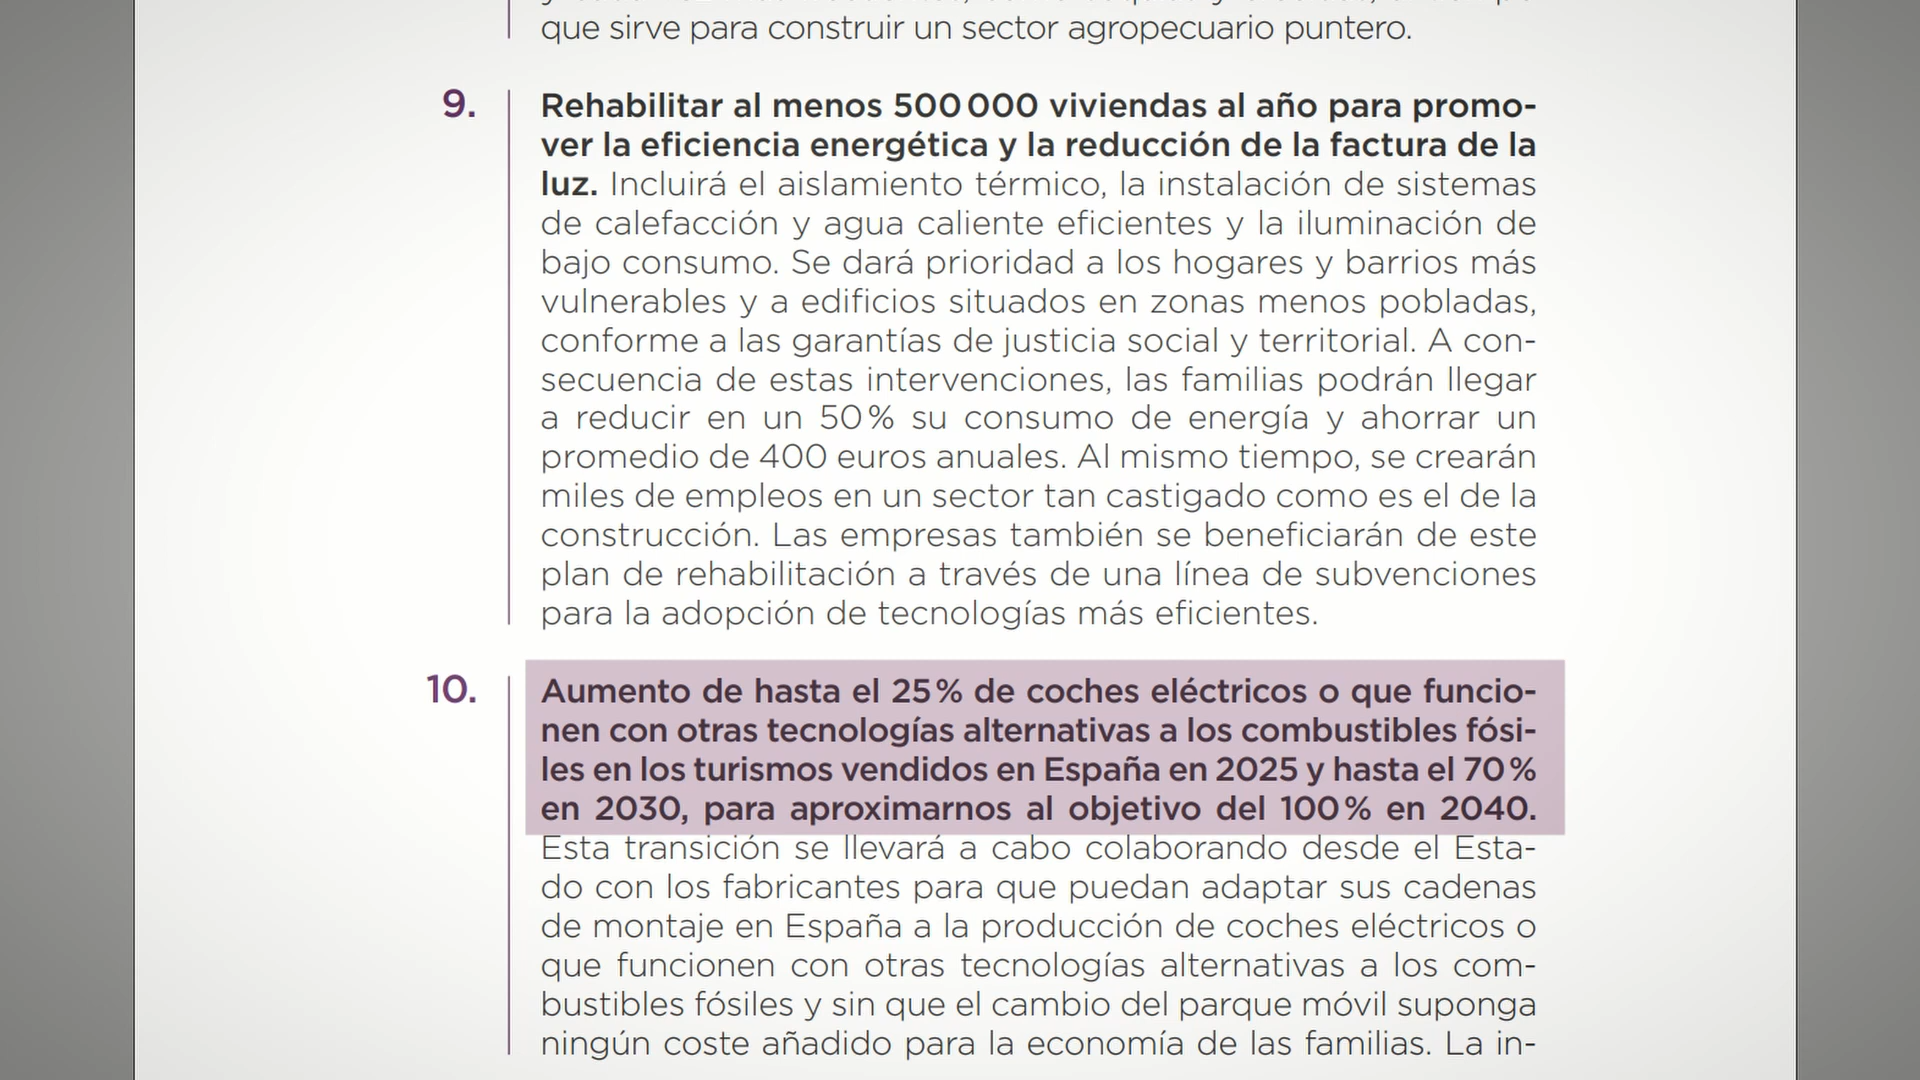 que sirve para construir un sector agropecuario puntero.
9. Rehabilitar al menos 500 000 viviendas al año para promo-
ver la eficiencia energética y la reducción de la factura de la
luz. Incluirá el aislamiento térmico, la instalación de sistemas
de calefacción y agua caliente eficientes y la iluminación de
bajo consumo. Se dará prioridad a los hogares y barrios más
vulnerables y a edificios situados en zonas menos pobladas,
conforme a las garantías de justicia social y territorial. A con-
secuencia de estas intervenciones, las familias podrán llegar
a reducir en un 50 % su consumo de energía y ahorrar un
promedio de 400 euros anuales. Al mismo tiempo, se crearán
miles de empleos en un sector tan castigado como es el de la
construcción. Las empresas también se beneficiarán de este
plan de rehabilitación a través de una línea de subvenciones
para la adopción de tecnologías más eficientes.
10. Aumento de hasta el 25 % de coches eléctricos o que funcio-
nen con otras tecnologías alternativas a los combustibles fósi-
les en los turismos vendidos en España en 2025 y hasta el 70 %
en 2030, para aproximarnos al objetivo del 100 % en 2040.
Esta transición se llevará a cabo colaborando desde el Esta-
do con los fabricantes para que puedan adaptar sus cadenas
de montaje en España a la producción de coches eléctricos o
que funcionen con otras tecnologías alternativas a los com-
bustibles fósiles y sin que el cambio del parque móvil suponga
ningún coste añadido para la economía de las familias. La in-